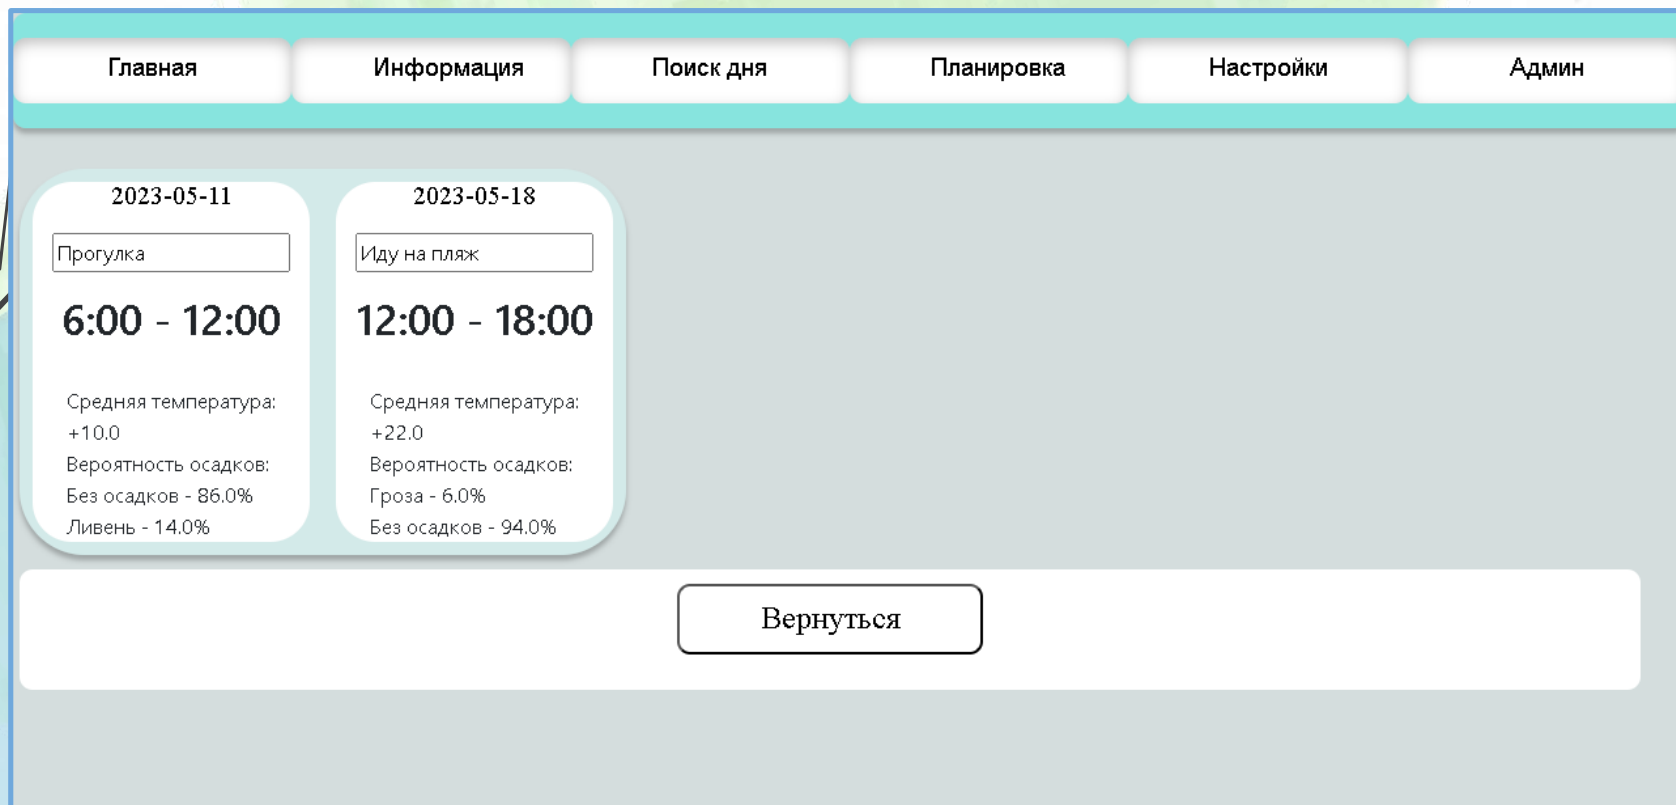 Главная Информация Поиск дня Планировка Настройки Админ
2023-05-11
Прогулка
6:00 - 12:00
Средняя температура:
+10.0
Вероятность осадков:
Без осадков - 86.0%
Ливень - 14.0%
2023-05-18
Иду на пляж
12:00 - 18:00
Средняя температура:
+22.0
Вероятность осадков:
Гроза - 6.0%
Без осадков - 94.0%
Вернуться